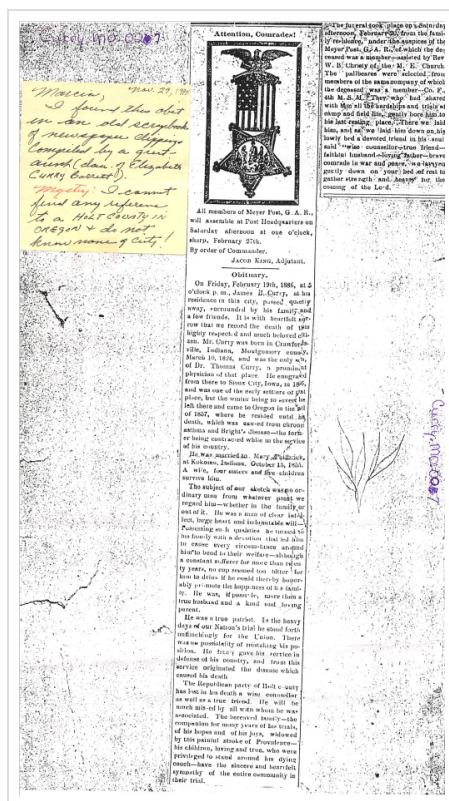 Marcia, Nov. 29, 19
I found this obit
in an old scrapbook
of newspaper clippings
compiled by a great
aunt (dau of Elizabeth
CURRY Everett).
Mystery: I cannot
find any reference
to a HOLT COUNTY IN
OREGON & do not
know name of city!
Attention, Comrades!
All members of Meyer Post, G. A. R.,
will assemble at Post Headquarters on
Saturday afternoon at one o'clock,
sharp, February 27th.
By order of Commander.
JACOB KING, Adjutant.
Obituary.
On Friday, February 19th, 1886, at 5
o'clock p. m., James E. Curry, at his
residence in this city, passed quietly
away, surrounded by his family and
a few friends. It is with heartfelt sor-
row that we record the death of this
highly respected and much beloved citi-
zen. Mr. Curry was born in Crawfords-
ville, Indiana, Montgomery county,
March 10, 1824, and was the only son,
of Dr. Thomas Curry, a prominent
physician of that place. He emigrated
from there to Sioux City, Iowa, in 1856,
and was one of the early settlers of that
place, but the winter being so severe he
left there and came to Oregon in the fall
of 1857, where he resided until his
death, which was caused from chronic
asthma and Bright's disease—the form-
er being contracted while in the service
of his country.
He was married to Mary
at Kokomo, Indiana, October 15, 1855.
A wife, four sisters and five children
survive him.
The subject of our sketch was no or-
dinary man from whatever point we
regard him—whether in the family or
out of it. He was a man of clear intel-
lect, large heart and indomitable will—
Possessing such qualities he turned to
his family with a devotion that led him
to cause every circumstance around
him to bend to their welfare—although
a constant sufferer for more than twen-
ty years, no cup seemed too bitter for
him to drink if he could thereby honor-
ably promote the happiness of his fami-
ly. He was, if possible, more than a
true husband and a kind and loving
parent.
He was a true patriot. In the heavy
days of our Nation's trial he stood forth
unflinchingly for the Union. There
was no possibility of mistaking his po-
sition. He freely gave his service in
defense of his country, and from this
service originated the disease which
caused his death
The Republican party of Holt county
has lost in his death a wise counsellor
as well as a true friend. He will be
much missed by all with whom he was
associated. The bereaved family—the
companion for many years of his trials,
of his hopes and of his joys, widowed
by this painful stroke of Providence—
his children, loving and true, who were
privileged to stand around his dying
couch—have the sincere and heartfelt
sympathy of the entire community in
their trial.
The funeral took place on Saturday
afternoon, February 20, from the fami-
ly residence, under the auspices of the
Meyer Post, G. A. R., of which the de-
ceased was a member—assisted by Rev
W. B. Christy of the M. E. Church.
The pallbearers were selected from
members of the same company of which
the deceased was a member—Co. F.,
4th M. S. M. They who had shared
with him all the hardships and trials of
camp and field life, gently bore him to
his last resting place. There we laid
him, and as we laid him down on his
lowly bed a devoted friend in his soul
said "wise counsellor—true friend—
faithful husband—loving father—brave
comrade in war and peace, we lay you
gently down on your bed of rest to
gather strength and beauty for the
coming of the Lord.